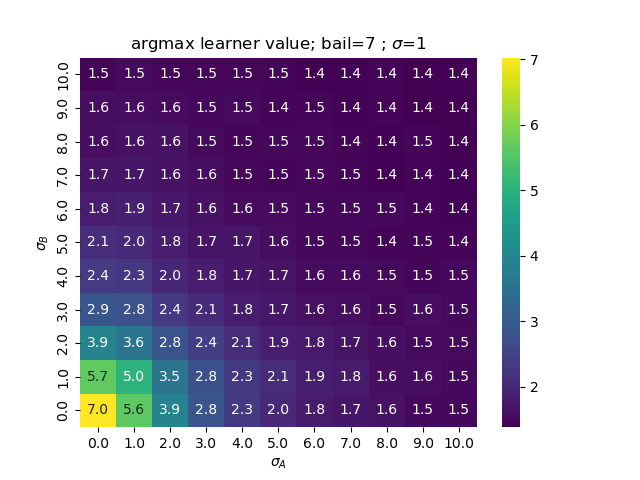 argmax learner value; bail=7 ; σ=1
10.0 1.5 1.5 1.5 1.5 1.5 1.5 1.4 1.4 1.4 1.4 1.4
9.0 1.6 1.6 1.6 1.5 1.5 1.4 1.5 1.4 1.4 1.4 1.4
8.0 1.6 1.6 1.6 1.5 1.5 1.5 1.5 1.4 1.4 1.5 1.4
7.0 1.7 1.7 1.6 1.6 1.5 1.5 1.5 1.5 1.4 1.4 1.4
6.0 1.8 1.9 1.7 1.6 1.6 1.5 1.5 1.5 1.5 1.4 1.4
5.0 2.1 2.0 1.8 1.7 1.7 1.6 1.5 1.5 1.4 1.5 1.4
4.0 2.4 2.3 2.0 1.8 1.7 1.7 1.6 1.6 1.5 1.5 1.5
3.0 2.9 2.8 2.4 2.1 1.8 1.7 1.6 1.6 1.5 1.6 1.5
2.0 3.9 3.6 2.8 2.4 2.1 1.9 1.8 1.7 1.6 1.5 1.5
1.0 5.7 5.0 3.5 2.8 2.3 2.1 1.9 1.8 1.6 1.6 1.5
0.0 7.0 5.6 3.9 2.8 2.3 2.0 1.8 1.7 1.6 1.5 1.5
0.0 1.0 2.0 3.0 4.0 5.0 6.0 7.0 8.0 9.0 10.0
σ_A
σ_B
7
6
5
4
3
2